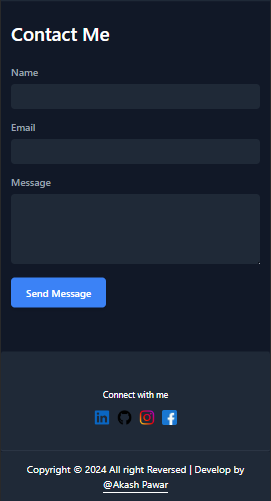 Contact Me
Name
Email
Message
Send Message
Connect with me
Copyright © 2024 All right Reversed | Develop by
@Akash Pawar